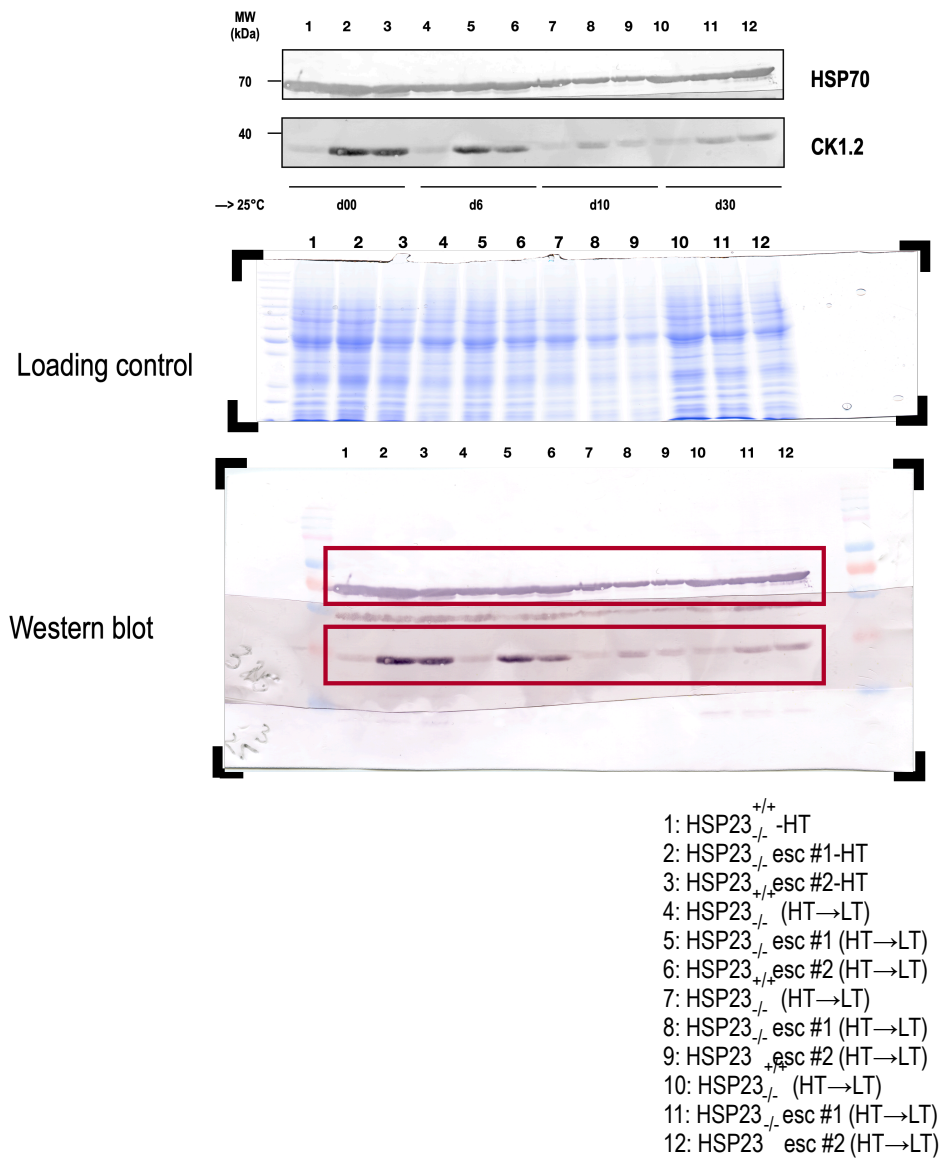 MW
(kDa)
1 2 3 4 5 6 7 8 9 10 11 12
70 HSP70
40 CK1.2
—> 25°C d00 d6 d10 d30
1 2 3 4 5 6 7 8 9 10 11 12
Loading control
1 2 3 4 5 6 7 8 9 10 11 12
Western blot
1: HSP23+/+ -HT
2: HSP23-/- esc #1-HT
3: HSP23-/- esc #2-HT
4: HSP23+/+ (HT→LT)
5: HSP23-/- esc #1 (HT→LT)
6: HSP23-/- esc #2 (HT→LT)
7: HSP23+/+ (HT→LT)
8: HSP23-/- esc #1 (HT→LT)
9: HSP23-/- esc #2 (HT→LT)
10: HSP23+/+ (HT→LT)
11: HSP23-/- esc #1 (HT→LT)
12: HSP23-/- esc #2 (HT→LT)